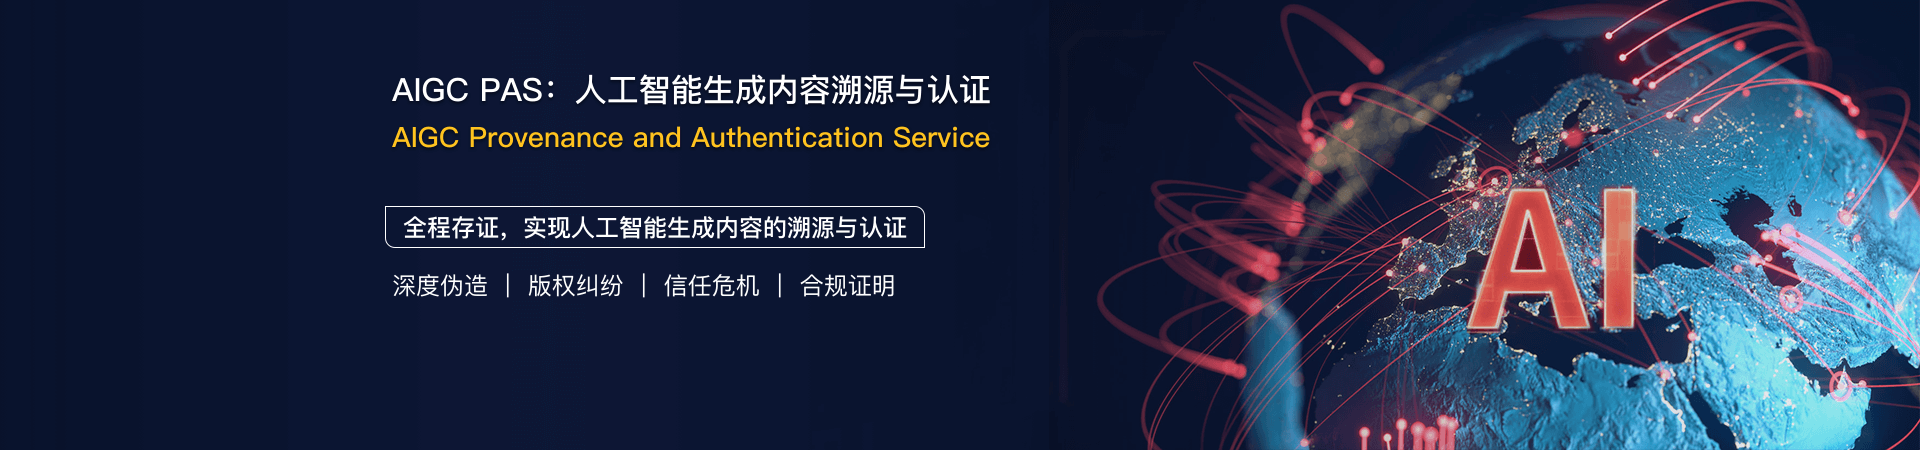 AIGC PAS：人工智能生成内容溯源与认证
AIGC Provenance and Authentication Service
全程存证，实现人工智能生成内容的溯源与认证
深度伪造 | 版权纠纷 | 信任危机 | 合规证明
AI